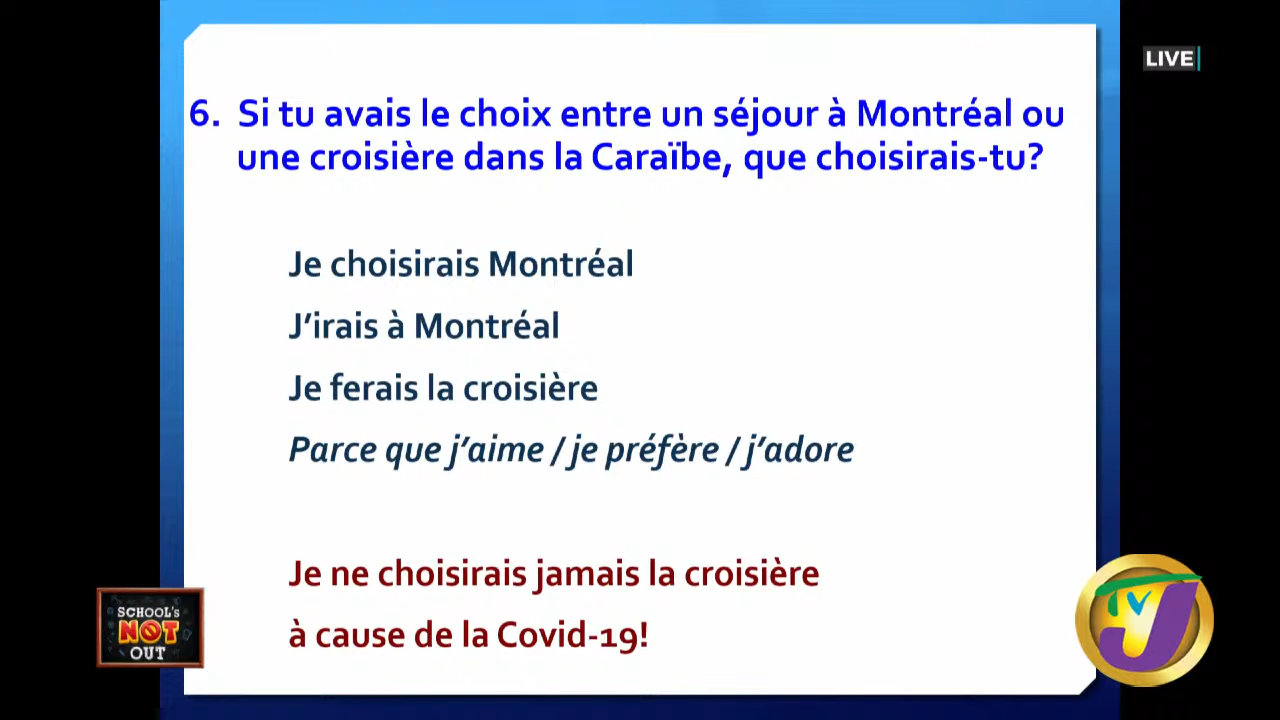 LIVE
6. Si tu avais le choix entre un séjour à Montréal ou
une croisière dans la Caraïbe, que choisirais-tu?
Je choisirais Montréal
J’irais à Montréal
Je ferais la croisière
Parce que j’aime / je préfère / j’adore
Je ne choisirais jamais la croisière
à cause de la Covid-19!
SCHOOL's
NOT
OUT
TVJ